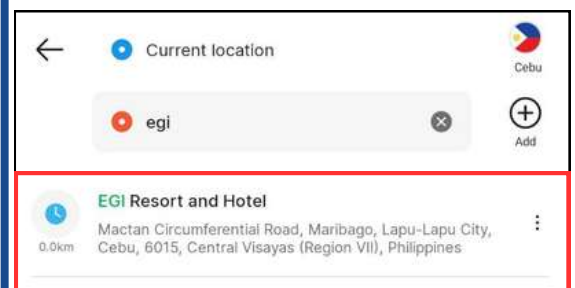 Current location
Cebu
egi
Add
EGI Resort and Hotel
Mactan Circumferential Road, Maribago, Lapu-Lapu City,
0.0km
Cebu, 6015, Central Visayas (Region VII), Philippines